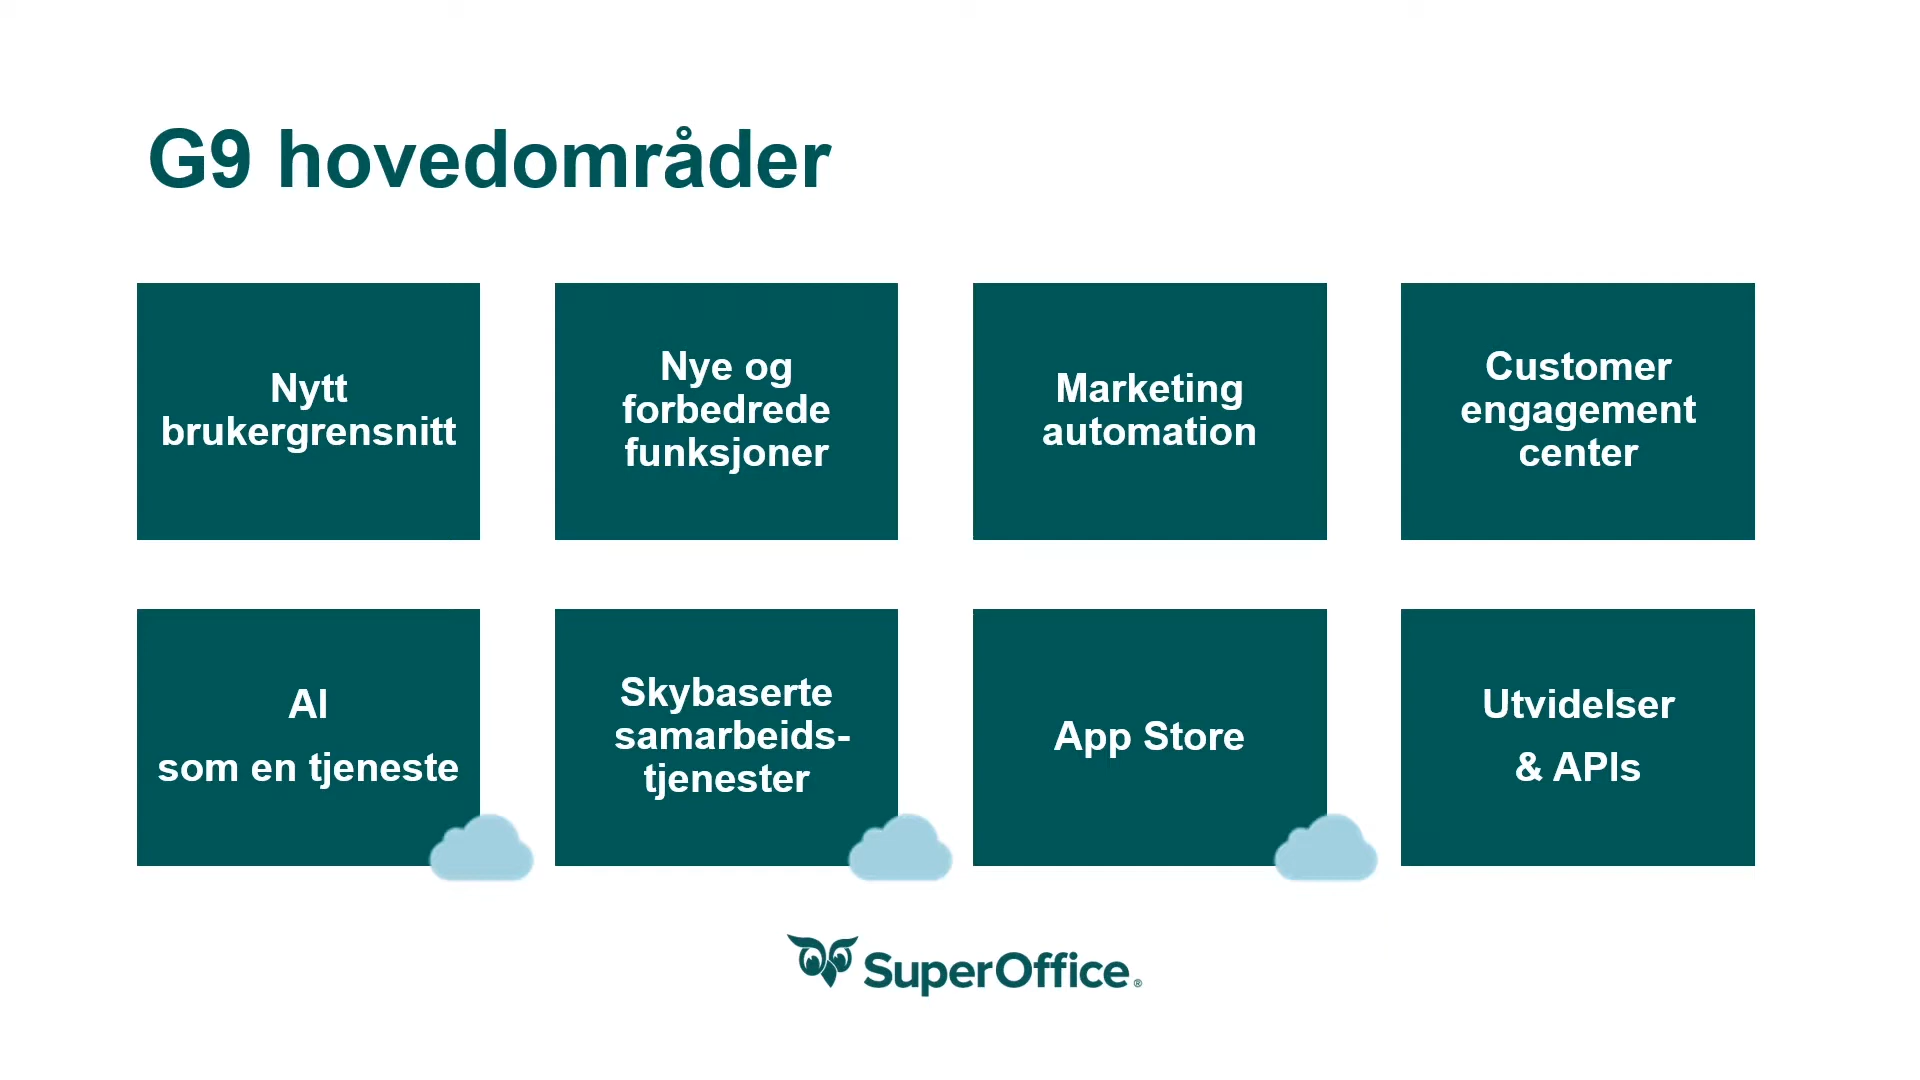 G9 hovedområder
Nytt
brukergrensnitt
Nye og
forbedrede
funksjoner
Marketing
automation
Customer
engagement
center
AI
som en tjeneste
Skybaserte
samarbeids-
tjenester
App Store
Utvidelser
& APIs
SuperOffice®